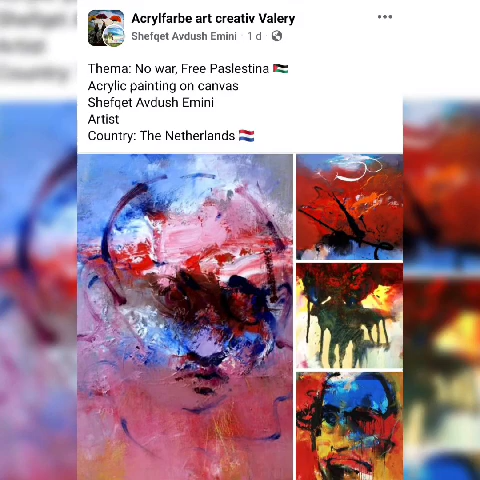 Acrylfarbe art creativ Valery
Shefqet Avdush Emini · 1 d ·
Thema: No war, Free Paslestina 🇵🇸
Acrylic painting on canvas
Shefqet Avdush Emini
Artist
Country: The Netherlands 🇳🇱